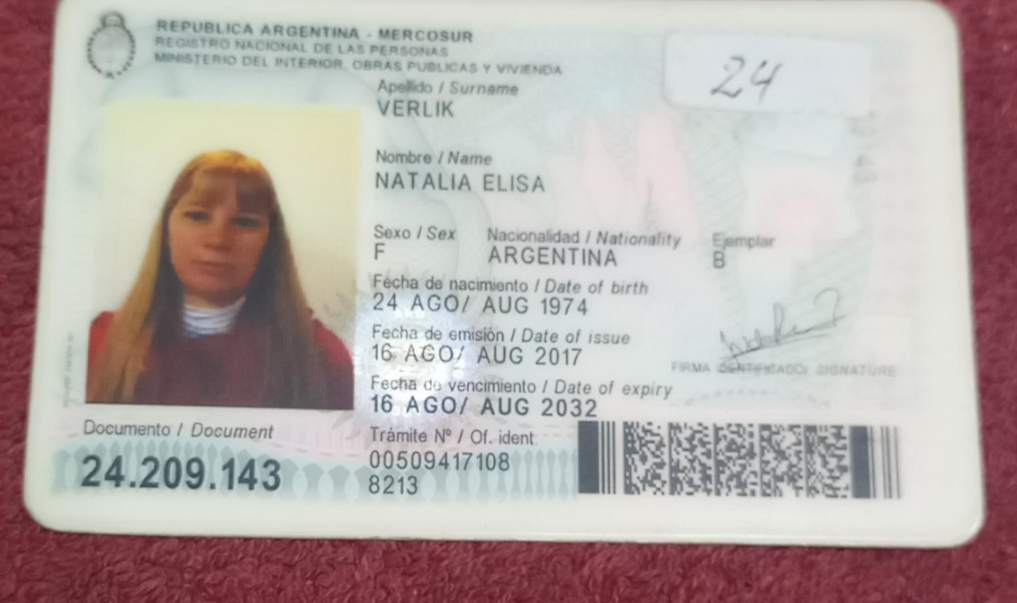 REPUBLICA ARGENTINA - MERCOSUR
REGISTRO NACIONAL DE LAS PERSONAS
MINISTERIO DEL INTERIOR, OBRAS PUBLICAS Y VIVIENDA
24
Apellido / Surname
VERLIK
Nombre / Name
NATALIA ELISA
Sexo / Sex Nacionalidad / Nationality Ejemplar
F ARGENTINA B
Fecha de nacimiento / Date of birth
24 AGO/ AUG 1974
Fecha de emisión / Date of issue
16 AGO/ AUG 2017
FIRMA IDENTIFICADO/ SIGNATURE
Fecha de vencimiento / Date of expiry
16 AGO/ AUG 2032
Documento / Document Trámite Nº / Of. ident
24.209.143 00509417108
8213